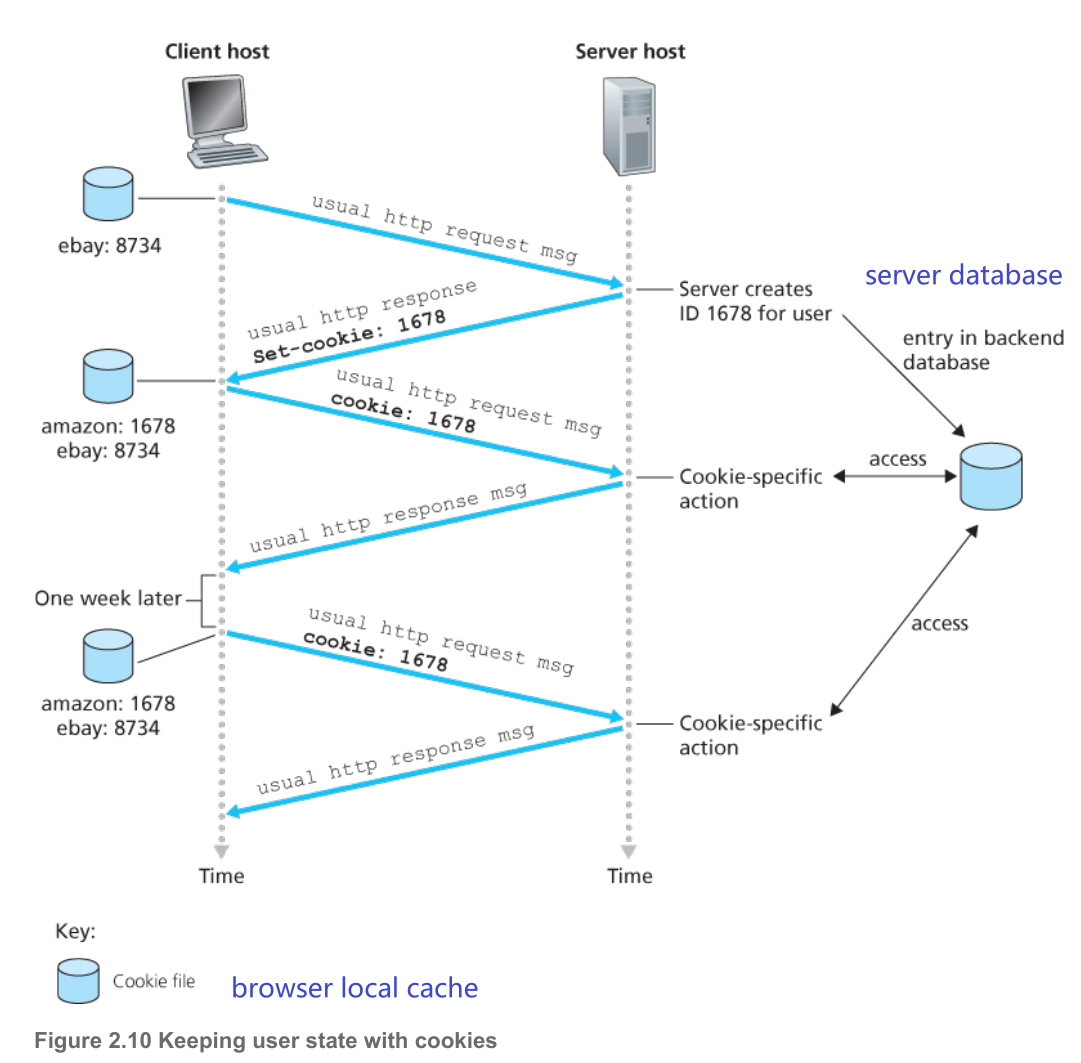 Client host
Server host
ebay: 8734
usual http request msg
server database
Server creates
ID 1678 for user
entry in backend
database
usual http response
Set-cookie: 1678
amazon: 1678
ebay: 8734
usual http request msg
cookie: 1678
access
Cookie-specific
action
usual http response msg
One week later
amazon: 1678
ebay: 8734
usual http request msg
cookie: 1678
access
Cookie-specific
action
usual http response msg
Time
Time
Key:
Cookie file
browser local cache
Figure 2.10 Keeping user state with cookies